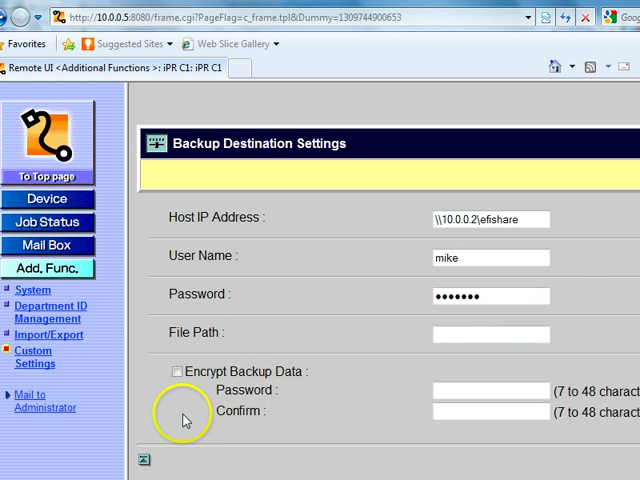 http://10.0.0.5:8080/frame.cgi?PageFlag=c_frame.tpl&Dummy=1309744900653
Goo
Favorites
Suggested Sites
Web Slice Gallery
Remote UI <Additional Functions >: iPR C1: iPR C1
To Top page
Device
Job Status
Mail Box
Add. Func.
System
Department ID
Management
Import/Export
Custom
Settings
Mail to
Administrator
Backup Destination Settings
Host IP Address :
\\10.0.0.2\efishare
User Name :
mike
Password :
•••••••
File Path :
Encrypt Backup Data :
Password :
(7 to 48 charact
Confirm :
(7 to 48 charact